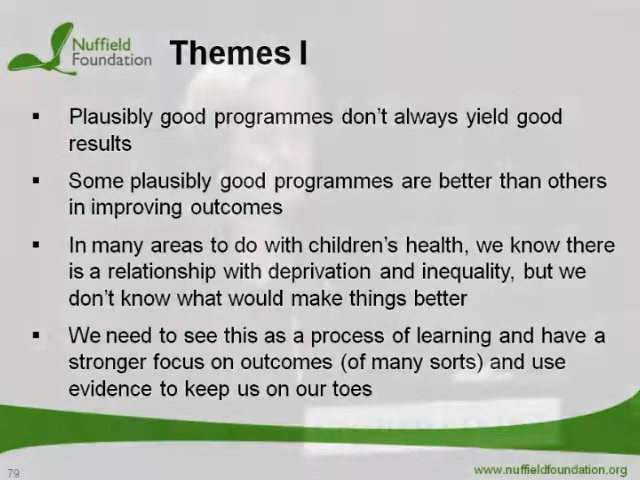 Nuffield
Foundation
Themes I
▪ Plausibly good programmes don't always yield good
results
▪ Some plausibly good programmes are better than others
in improving outcomes
▪ In many areas to do with children's health, we know there
is a relationship with deprivation and inequality, but we
don't know what would make things better
▪ We need to see this as a process of learning and have a
stronger focus on outcomes (of many sorts) and use
evidence to keep us on our toes
79
www.nuffieldfoundation.org